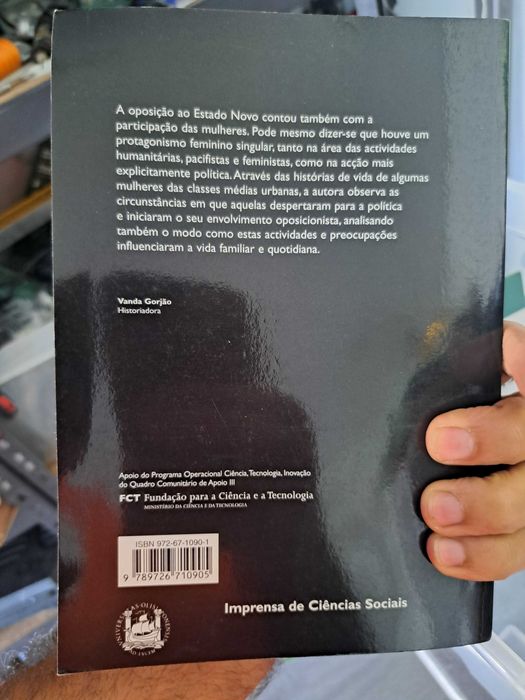 A oposição ao Estado Novo contou também com a
participação das mulheres. Pode mesmo dizer-se que houve um
protagonismo feminino singular, tanto na área das actividades
humanitárias, pacifistas e feministas, como na acção mais
explicitamente política. Através das histórias de vida de algumas
mulheres das classes médias urbanas, a autora observa as
circunstâncias em que aquelas despertaram para a política
e iniciaram o seu envolvimento oposicionista, analisando
também o modo como estas actividades e preocupações
influenciaram a vida familiar e quotidiana.
Vanda Gorjão
Historiadora
Apoio do Programa Operacional Ciência, Tecnologia, Inovação
do Quadro Comunitário de Apoio III
FCT Fundação para a Ciência e a Tecnologia
MINISTÉRIO DA CIÊNCIA E DA TECNOLOGIA
ISBN 972-67-1090-1
9 789726 710905
Imprensa de Ciências Sociais